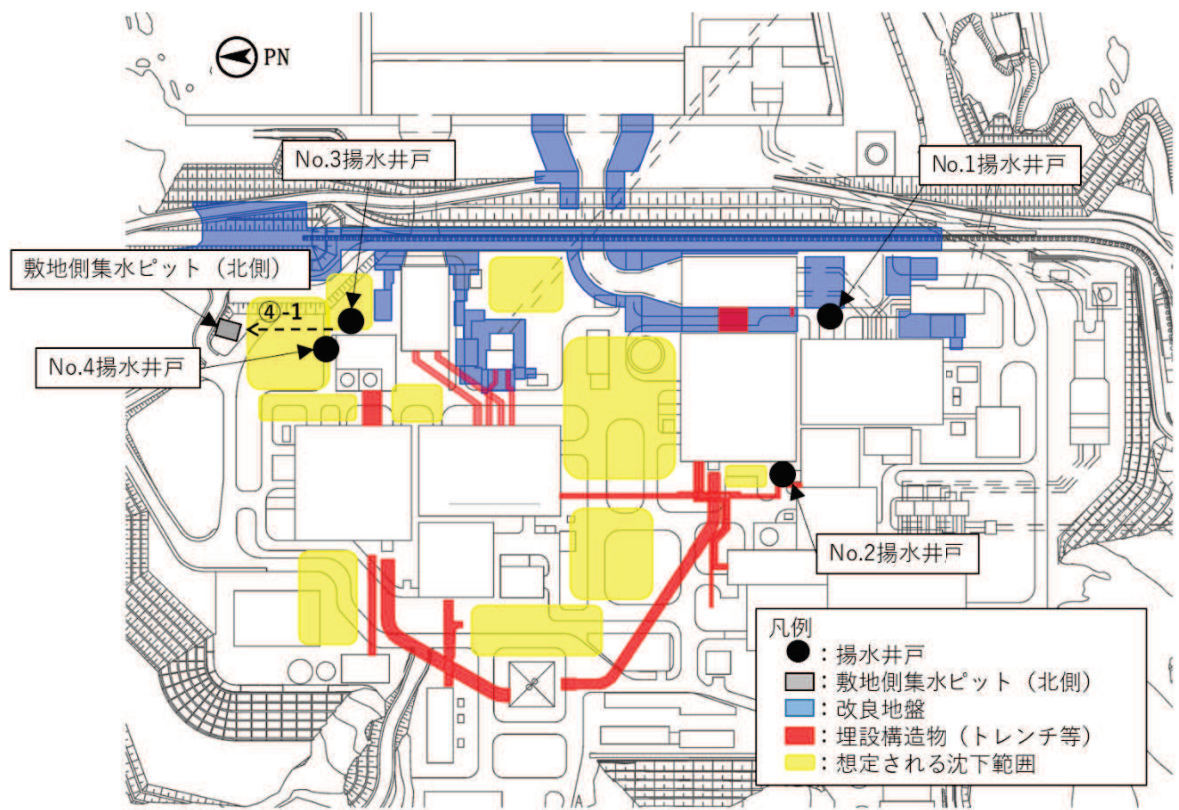 PN
No.3揚水井戸
No.1揚水井戸
敷地側集水ピット（北側）
④-1
No.4揚水井戸
No.2揚水井戸
凡例
：揚水井戸
：敷地側集水ピット（北側）
：改良地盤
：埋設構造物（トレンチ等）
：想定される沈下範囲